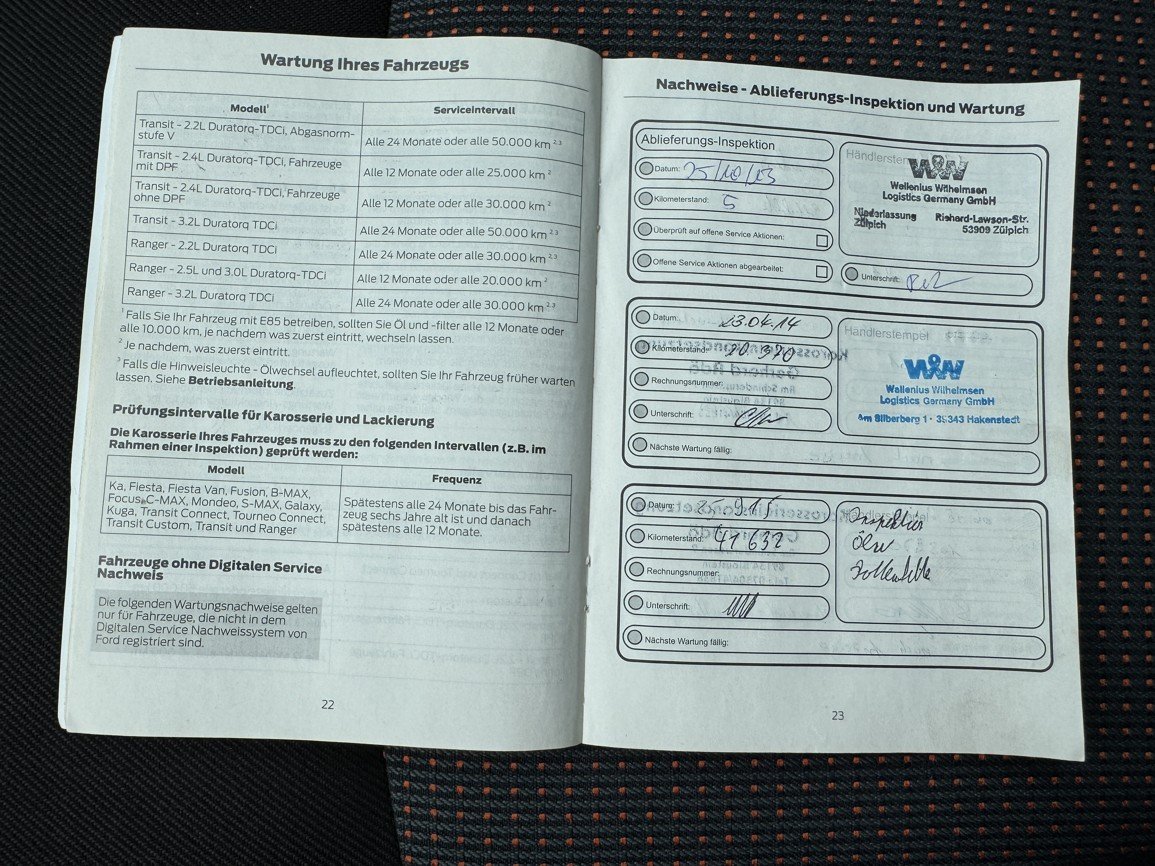 Wartung Ihres Fahrzeugs
Modell¹ Serviceintervall
Transit - 2.2L Duratorq-TDCi, Abgasnorm-
stufe V
Alle 24 Monate oder alle 50.000 km ²,³
Transit - 2.4L Duratorq-TDCi, Fahrzeuge
mit DPF
Alle 12 Monate oder alle 25.000 km ²
Transit - 2.4L Duratorq-TDCi, Fahrzeuge
ohne DPF
Alle 12 Monate oder alle 30.000 km ²
Transit - 3.2L Duratorq TDCi
Alle 24 Monate oder alle 50.000 km ²,³
Ranger - 2.2L Duratorq TDCi
Alle 24 Monate oder alle 30.000 km ²,³
Ranger - 2.5L und 3.0L Duratorq-TDCi
Alle 12 Monate oder alle 20.000 km ²
Ranger - 3.2L Duratorq TDCi
Alle 24 Monate oder alle 30.000 km ²,³
¹ Falls Sie Ihr Fahrzeug mit E85 betreiben, sollten Sie Öl und -filter alle 12 Monate oder
alle 10.000 km, je nachdem was zuerst eintritt, wechseln lassen.
² Je nachdem, was zuerst eintritt.
³ Falls die Hinweisleuchte - Ölwechsel aufleuchtet, sollten Sie Ihr Fahrzeug früher warten
lassen. Siehe Betriebsanleitung.
Prüfungsintervalle für Karosserie und Lackierung
Die Karosserie Ihres Fahrzeuges muss zu den folgenden Intervallen (z.B. im
Rahmen einer Inspektion) geprüft werden:
Modell Frequenz
Ka, Fiesta, Fiesta Van, Fusion, B-MAX,
Focus, C-MAX, Mondeo, S-MAX, Galaxy,
Kuga, Transit Connect, Tourneo Connect,
Transit Custom, Transit und Ranger
Spätestens alle 24 Monate bis das Fahr-
zeug sechs Jahre alt ist und danach
spätestens alle 12 Monate.
Fahrzeuge ohne Digitalen Service
Nachweis
Die folgenden Wartungsnachweise gelten
nur für Fahrzeuge, die nicht in dem
Digitalen Service Nachweissystem von
Ford registriert sind.
22
Nachweise - Ablieferungs-Inspektion und Wartung
Ablieferungs-Inspektion
Datum: 25/10/13
Kilometerstand: 5
Überprüft auf offene Service Aktionen:
Offene Service Aktionen abgearbeitet:
W&W
Wallenius Wilhelmsen
Logistics Germany GmbH
Niederlassung Richard-Lawson-Str.
Zülpich 53909 Zülpich
Unterschrift:
Datum: 23.04.14
Kilometerstand: 20 320
Rechnungsnummer:
Unterschrift:
Nächste Wartung fällig:
Händlerstempel
W&W
Wallenius Wilhelmsen
Logistics Germany GmbH
Am Silberberg 1 · 39343 Hakenstedt
Datum: 25 9 15
Kilometerstand: 41 632
Rechnungsnummer:
Unterschrift:
Nächste Wartung fällig:
Inspektion
23